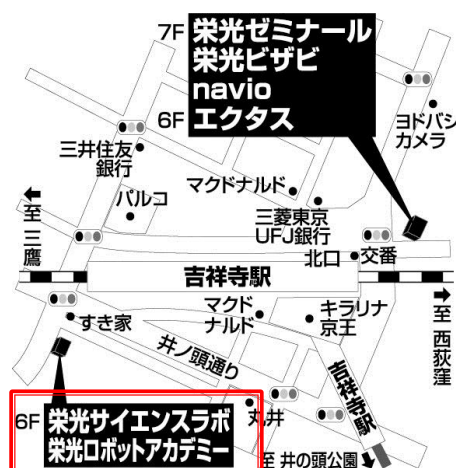 7F 栄光ゼミナール
栄光ビザビ
navio
6F エクタス
ヨドバシ
カメラ
三井住友
銀行
パルコ
マクドナルド
三菱東京
UFJ銀行
至 三鷹
北口
交番
吉祥寺駅
マクド
ナルド
キラリナ
京王
至 西荻窪
すき家
井ノ頭通り
吉祥寺駅
丸井
6F 栄光サイエンスラボ
栄光ロボットアカデミー
至 井の頭公園